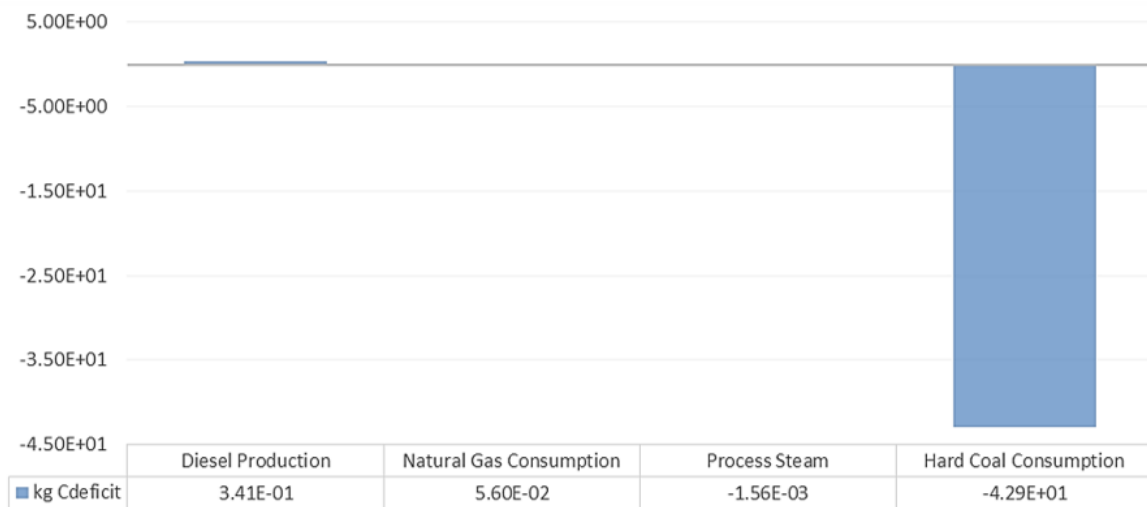 5.00E+00
-5.00E+00
-1.50E+01
-2.50E+01
-3.50E+01
-4.50E+01
Diesel Production Natural Gas Consumption Process Steam Hard Coal Consumption
kg Cdeficit 3.41E-01 5.60E-02 -1.56E-03 -4.29E+01